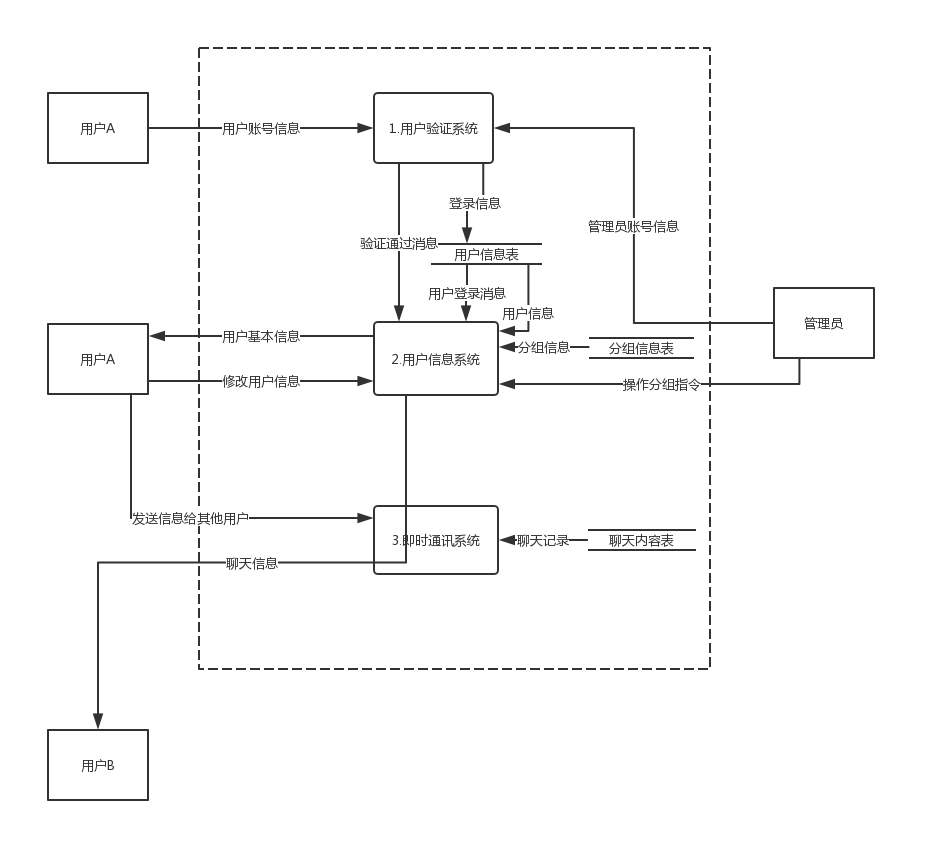 用户A
用户账号信息
1.用户验证系统
登录信息
管理员账号信息
验证通过消息
用户信息表
用户登录消息
用户信息
管理员
用户基本信息
分组信息
分组信息表
用户A
2.用户信息系统
修改用户信息
操作分组指令
发送信息给其他用户
3.即时通讯系统
聊天记录
聊天内容表
聊天信息
用户B